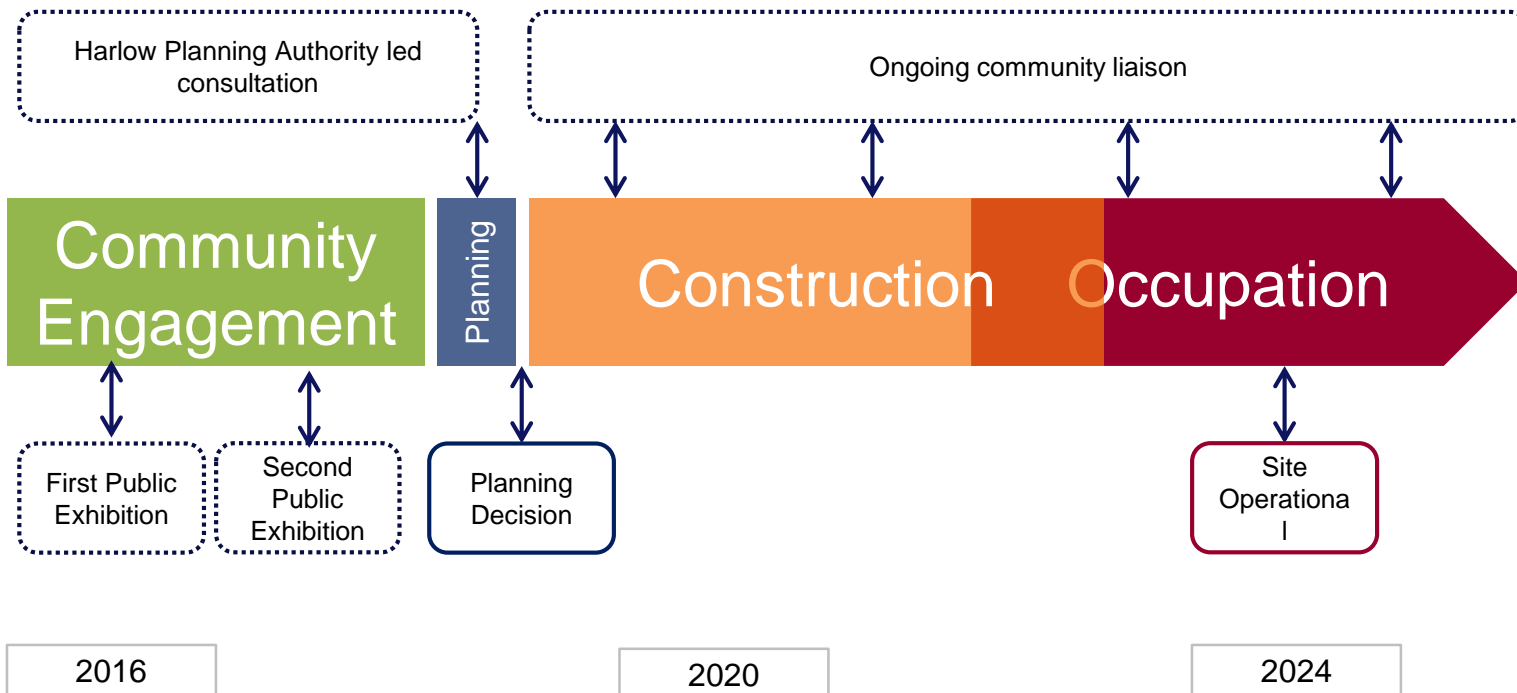 Harlow Planning Authority led
consultation
Ongoing community liaison
Community
Engagement
Planning
Construction
Occupation
First Public
Exhibition
Second
Public
Exhibition
Planning
Decision
Site
Operationa
l
2016
2020
2024